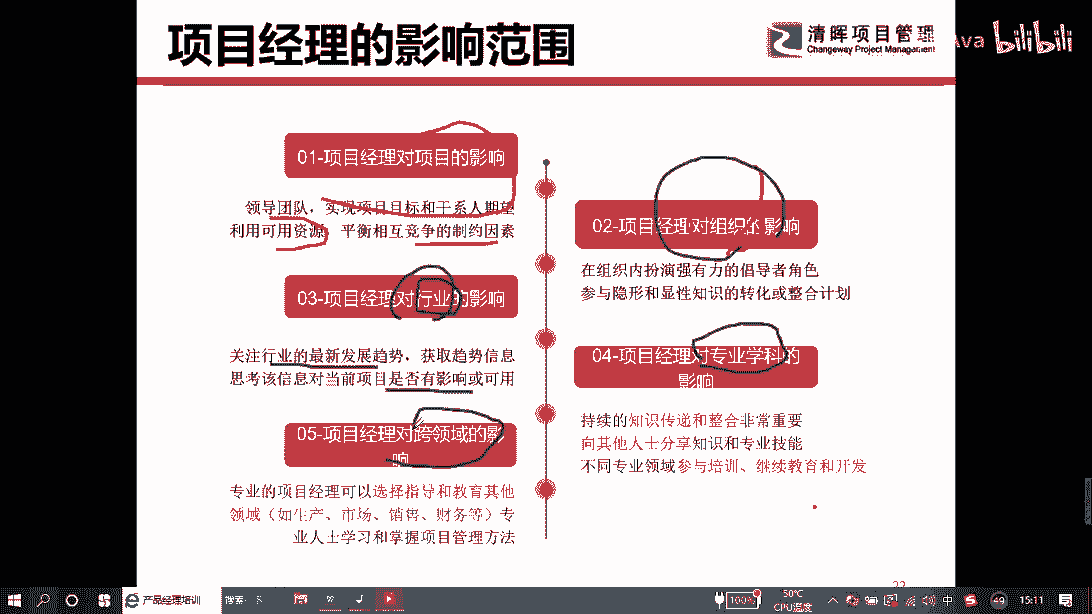 项目经理的影响范围
清晖项目管理
Changeway Project Management
bilibili
01-项目经理对项目的影响
领导团队，实现项目目标和干系人期望
利用可用资源，平衡相互竞争的制约因素
02-项目经理对组织的影响
在组织内扮演强有力的倡导者角色
参与隐形和显性知识的转化或整合计划
03-项目经理对行业的影响
关注行业的最新发展趋势，获取趋势信息
思考该信息对当前项目是否有影响或可用
04-项目经理对专业学科的
影响
持续的知识传递和整合非常重要
向其他人士分享知识和专业技能
不同专业领域参与培训、继续教育和开发
05-项目经理对跨领域的影
响
专业的项目经理可以选择指导和教育其他
领域（如生产、市场、销售、财务等）专
业人士学习和掌握项目管理方法
22
产品经理培训
搜索
100%
50°C
CPU温度
中
49
15:11